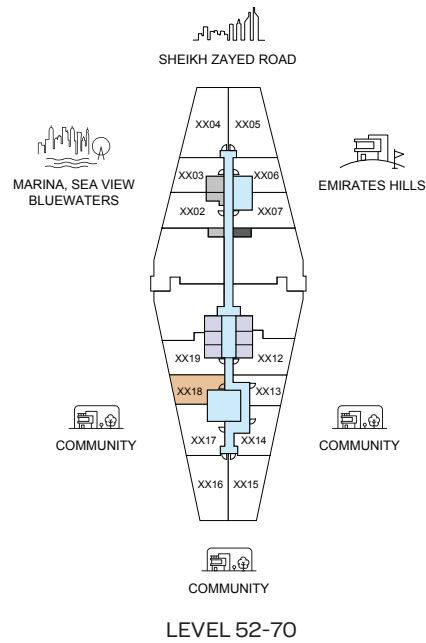 SHEIKH ZAYED ROAD
XX04
XX05
MARINA, SEA VIEW
BLUEWATERS
EMIRATES HILLS
XX03
XX06
XX02
XX07
XX19
XX12
XX18
XX13
COMMUNITY
COMMUNITY
XX17
XX14
XX16
XX15
COMMUNITY
LEVEL 52-70